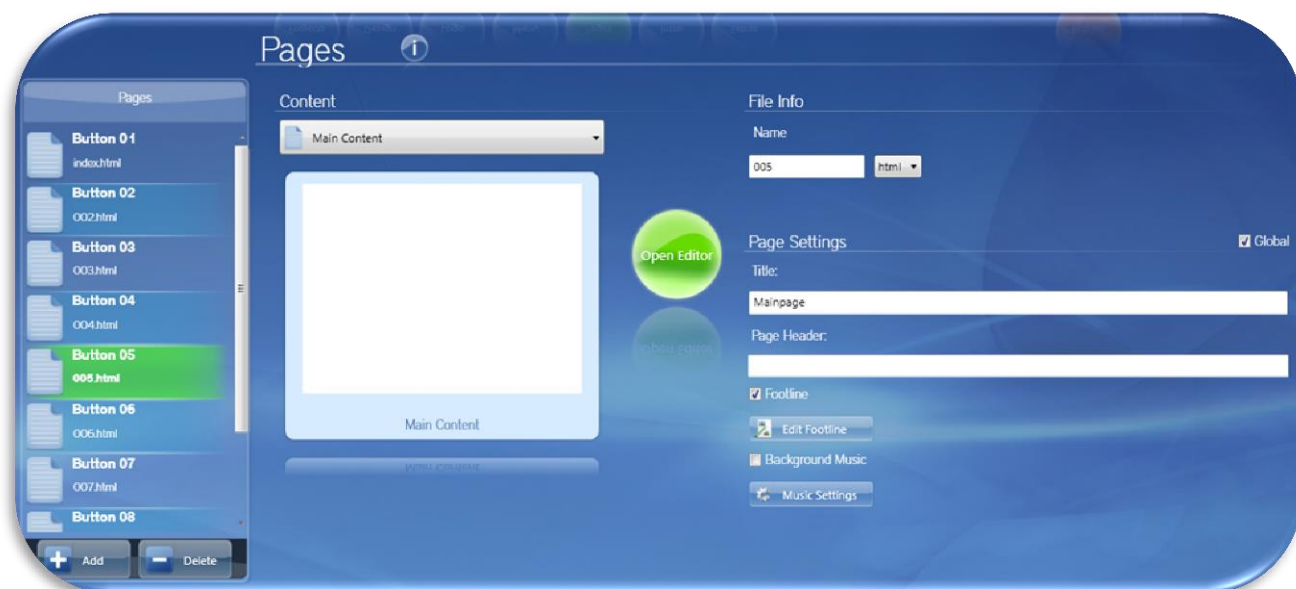 Pages
Pages
Button 01
index.html
Button 02
002.html
Button 03
003.html
Button 04
004.html
Button 05
005.html
Button 06
006.html
Button 07
007.html
Button 08
Add
Delete
Content
Main Content
Main Content
Open Editor
File Info
Name
005
html
Page Settings
Global
Title:
Mainpage
Page Header:
Footline
Edit Footline
Background Music
Music Settings